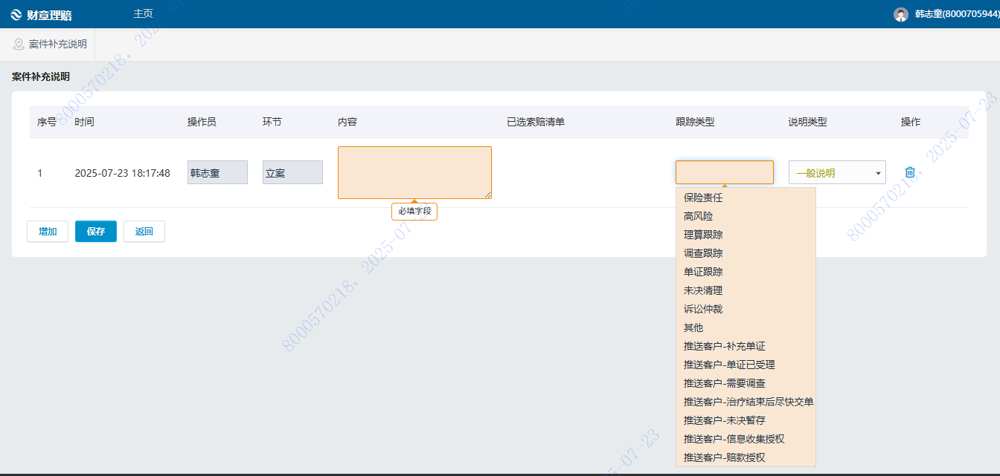 财意理赔 主页 韩志童(8000705944)
案件补充说明
案件补充说明
序号 时间 操作员 环节 内容 已选索赔清单 跟踪类型 说明类型 操作
1 2025-07-23 18:17:48 韩志童 立案 一般说明
必填字段
增加 保存 返回
保险责任
高风险
理算跟踪
调查跟踪
单证跟踪
未决清理
诉讼仲裁
其他
推送客户-补充单证
推送客户-单证已受理
推送客户-需要调查
推送客户-治疗结束后尽快交单
推送客户-未决暂存
推送客户-信息收集授权
推送客户-赔款授权
8000570218, 2025-07-23
8000570218, 2025-07-23
8000570218, 2025-07-23